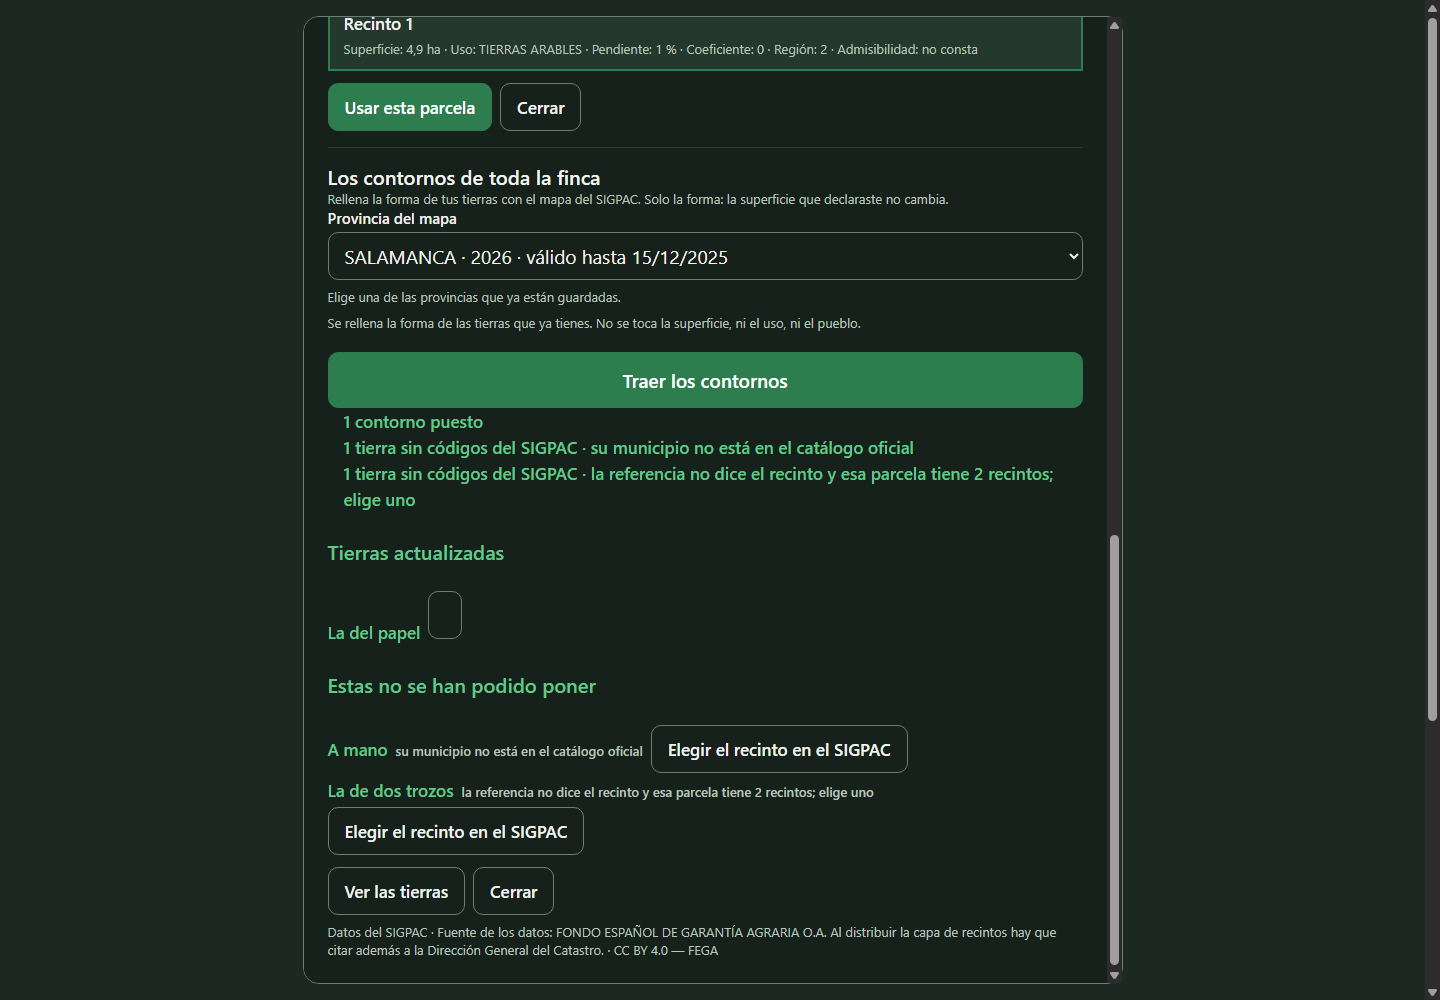 Recinto 1
Superficie: 4,9 ha · Uso: TIERRAS ARABLES · Pendiente: 1 % · Coeficiente: 0 · Región: 2 · Admisibilidad: no consta
Usar esta parcela
Cerrar
Los contornos de toda la finca
Rellena la forma de tus tierras con el mapa del SIGPAC. Solo la forma: la superficie que declaraste no cambia.
Provincia del mapa
SALAMANCA · 2026 · válido hasta 15/12/2025
Elige una de las provincias que ya están guardadas.
Se rellena la forma de las tierras que ya tienes. No se toca la superficie, ni el uso, ni el pueblo.
Traer los contornos
1 contorno puesto
1 tierra sin códigos del SIGPAC · su municipio no está en el catálogo oficial
1 tierra sin códigos del SIGPAC · la referencia no dice el recinto y esa parcela tiene 2 recintos;
elige uno
Tierras actualizadas
La del papel
Estas no se han podido poner
A mano su municipio no está en el catálogo oficial Elegir el recinto en el SIGPAC
La de dos trozos la referencia no dice el recinto y esa parcela tiene 2 recintos; elige uno
Elegir el recinto en el SIGPAC
Ver las tierras
Cerrar
Datos del SIGPAC · Fuente de los datos: FONDO ESPAÑOL DE GARANTÍA AGRARIA O.A. Al distribuir la capa de recintos hay que
citar además a la Dirección General del Catastro. · CC BY 4.0 — FEGA